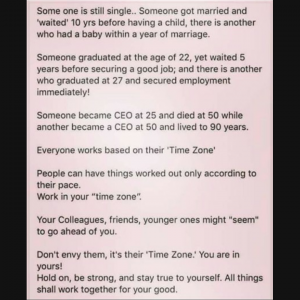 Some one is still single.. Someone got married and
'waited' 10 yrs before having a child, there is another
who had a baby within a year of marriage.
Someone graduated at the age of 22, yet waited 5
years before securing a good job; and there is another
who graduated at 27 and secured employment
immediately!
Someone became CEO at 25 and died at 50 while
another became a CEO at 50 and lived to 90 years.
Everyone works based on their 'Time Zone'
People can have things worked out only according to
their pace.
Work in your "time zone".
Your Colleagues, friends, younger ones might "seem"
to go ahead of you.
Don't envy them, it's their 'Time Zone.' You are in
yours!
Hold on, be strong, and stay true to yourself. All things
shall work together for your good.